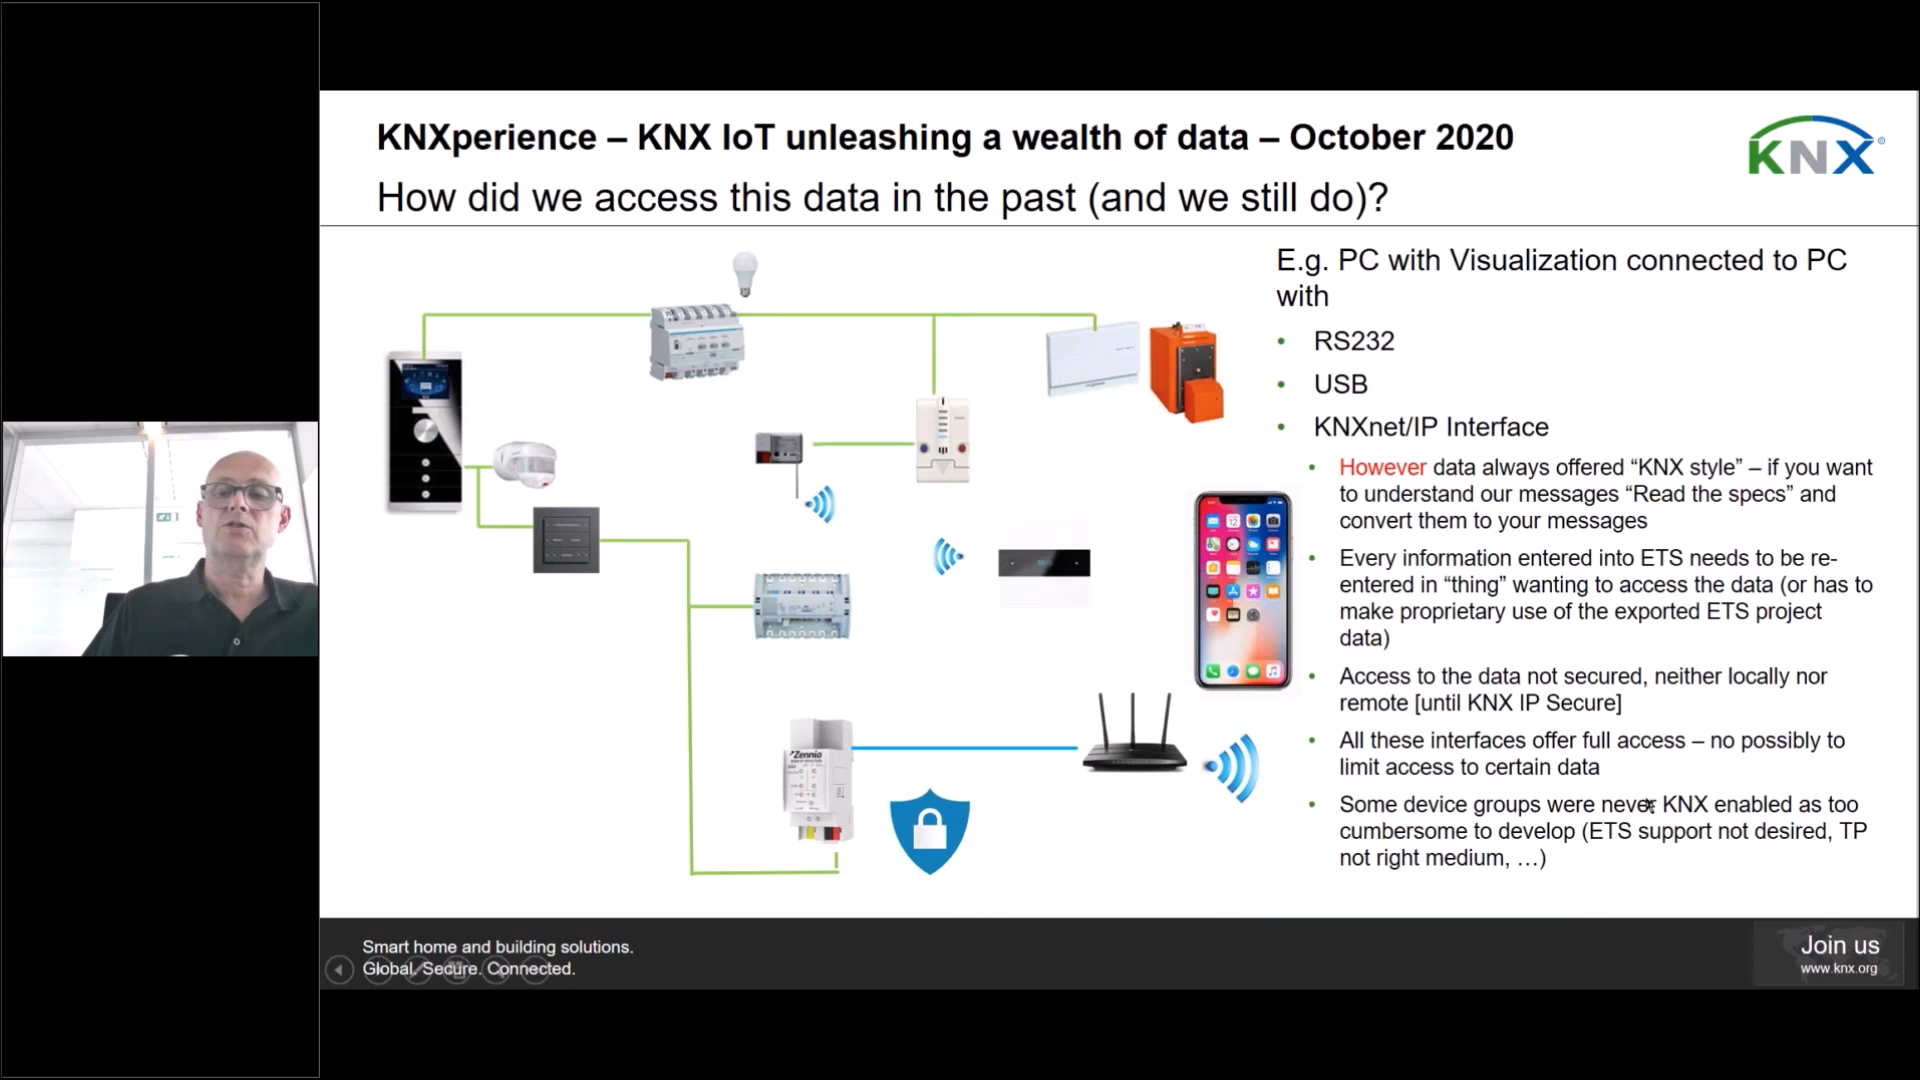 KNXperience – KNX IoT unleashing a wealth of data – October 2020
KNX
How did we access this data in the past (and we still do)?
E.g. PC with Visualization connected to PC
with
• RS232
• USB
• KNXnet/IP Interface
• However data always offered “KNX style” – if you want
to understand our messages “Read the specs” and
convert them to your messages
• Every information entered into ETS needs to be re-
entered in “thing” wanting to access the data (or has to
make proprietary use of the exported ETS project
data)
• Access to the data not secured, neither locally nor
remote [until KNX IP Secure]
• All these interfaces offer full access – no possibly to
limit access to certain data
• Some device groups were never KNX enabled as too
cumbersome to develop (ETS support not desired, TP
not right medium, …)
Zennio
Smart home and building solutions.
Global. Secure. Connected.
Join us
www.knx.org